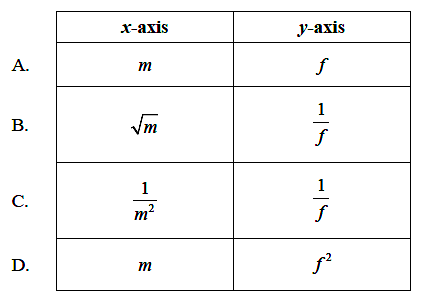 x-axis y-axis
A. m f
B. √m 1/f
C. 1/m² 1/f
D. m f²